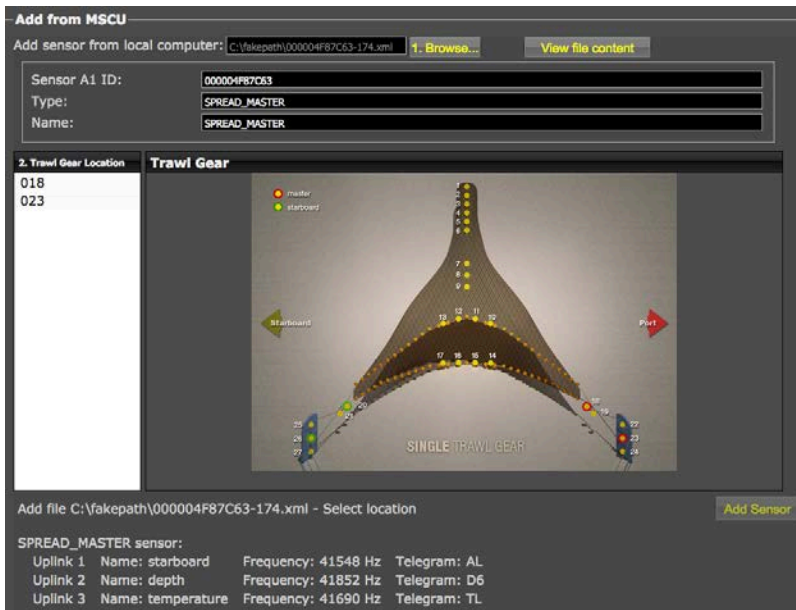 Add from MSCU
Add sensor from local computer: C:\fakepath\000004F87C63-174.xml 1. Browse... View file content
Sensor A1 ID: 000004F87C63
Type: SPREAD_MASTER
Name: SPREAD_MASTER
2. Trawl Gear Location Trawl Gear
018
023
master
starboard
1
2
3
4
5
6
7
8
9
13 12 11 10
Starboard Port
17 16 15 14
20 18
21 19
25 22
26 23
27 24
SINGLE TRAWL GEAR
Add file C:\fakepath\000004F87C63-174.xml - Select location Add Sensor
SPREAD_MASTER sensor:
Uplink 1 Name: starboard Frequency: 41548 Hz Telegram: AL
Uplink 2 Name: depth Frequency: 41852 Hz Telegram: D6
Uplink 3 Name: temperature Frequency: 41690 Hz Telegram: TL